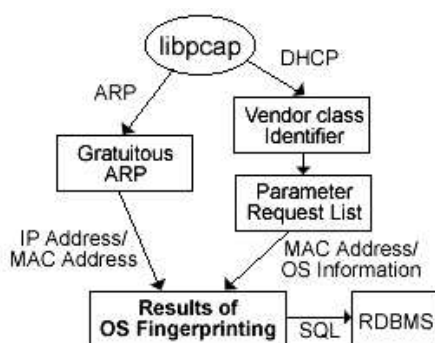 libpcap
ARP
DHCP
Gratuitous
ARP
Vendor class
Identifier
Parameter
Request List
IP Address/
MAC Address
MAC Address/
OS Information
Results of
OS Fingerprinting
SQL
RDBMS